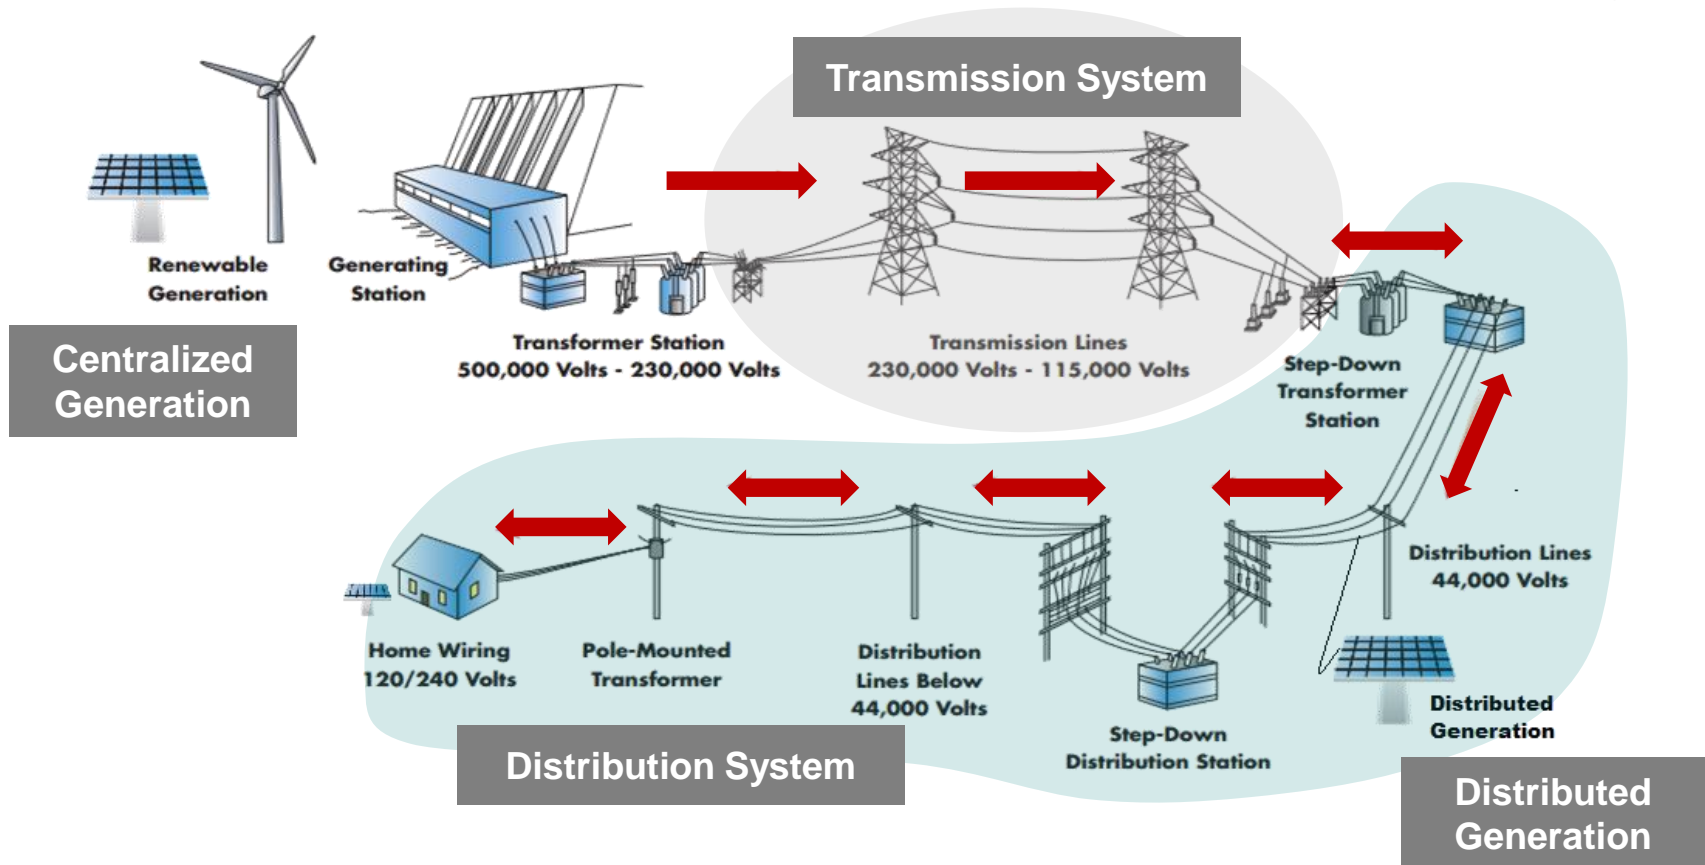 Transmission System
Renewable
Generation
Generating
Station
Centralized
Generation
Transformer Station
500,000 Volts - 230,000 Volts
Transmission Lines
230,000 Volts - 115,000 Volts
Step-Down
Transformer
Station
Distribution Lines
44,000 Volts
Home Wiring
120/240 Volts
Pole-Mounted
Transformer
Distribution
Lines Below
44,000 Volts
Step-Down
Distribution Station
Distributed
Generation
Distribution System
Distributed
Generation